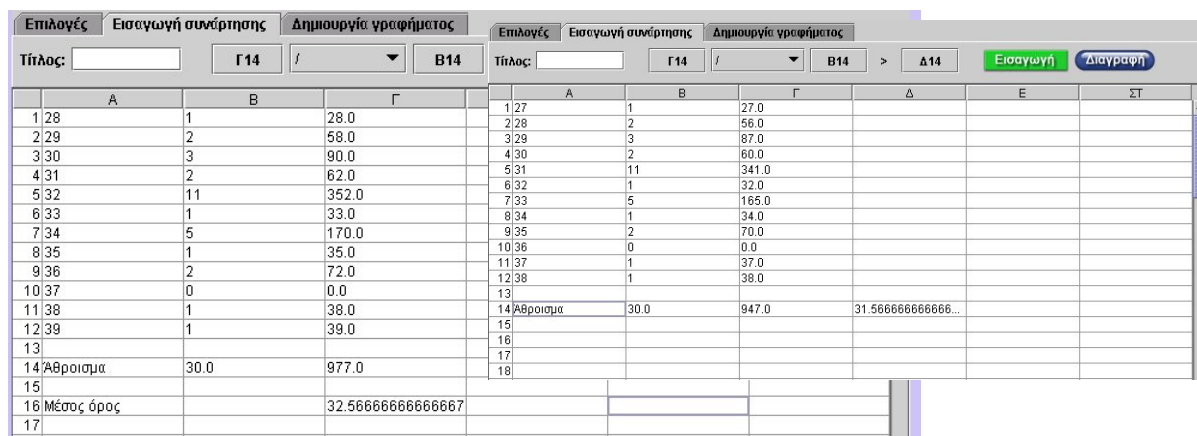 Επιλογές Εισαγωγή συνάρτησης Δημιουργία γραφήματος
Τίτλος: Γ14 / B14
A B Γ
1 28 1 28.0
2 29 2 58.0
3 30 3 90.0
4 31 2 62.0
5 32 11 352.0
6 33 1 33.0
7 34 5 170.0
8 35 1 35.0
9 36 2 72.0
10 37 0 0.0
11 38 1 38.0
12 39 1 39.0
13
14 Άθροισμα 30.0 977.0
15
16 Μέσος όρος 32.56666666666667
17
Επιλογές Εισαγωγή συνάρτησης Δημιουργία γραφήματος
Τίτλος: Γ14 / B14 > Δ14 Εισαγωγή Διαγραφή
A B Γ Δ E ΣΤ
1 27 1 27.0
2 28 2 56.0
3 29 3 87.0
4 30 2 60.0
5 31 11 341.0
6 32 1 32.0
7 33 5 165.0
8 34 1 34.0
9 35 2 70.0
10 36 0 0.0
11 37 1 37.0
12 38 1 38.0
13
14 Άθροισμα 30.0 947.0 31.566666666666...
15
16
17
18